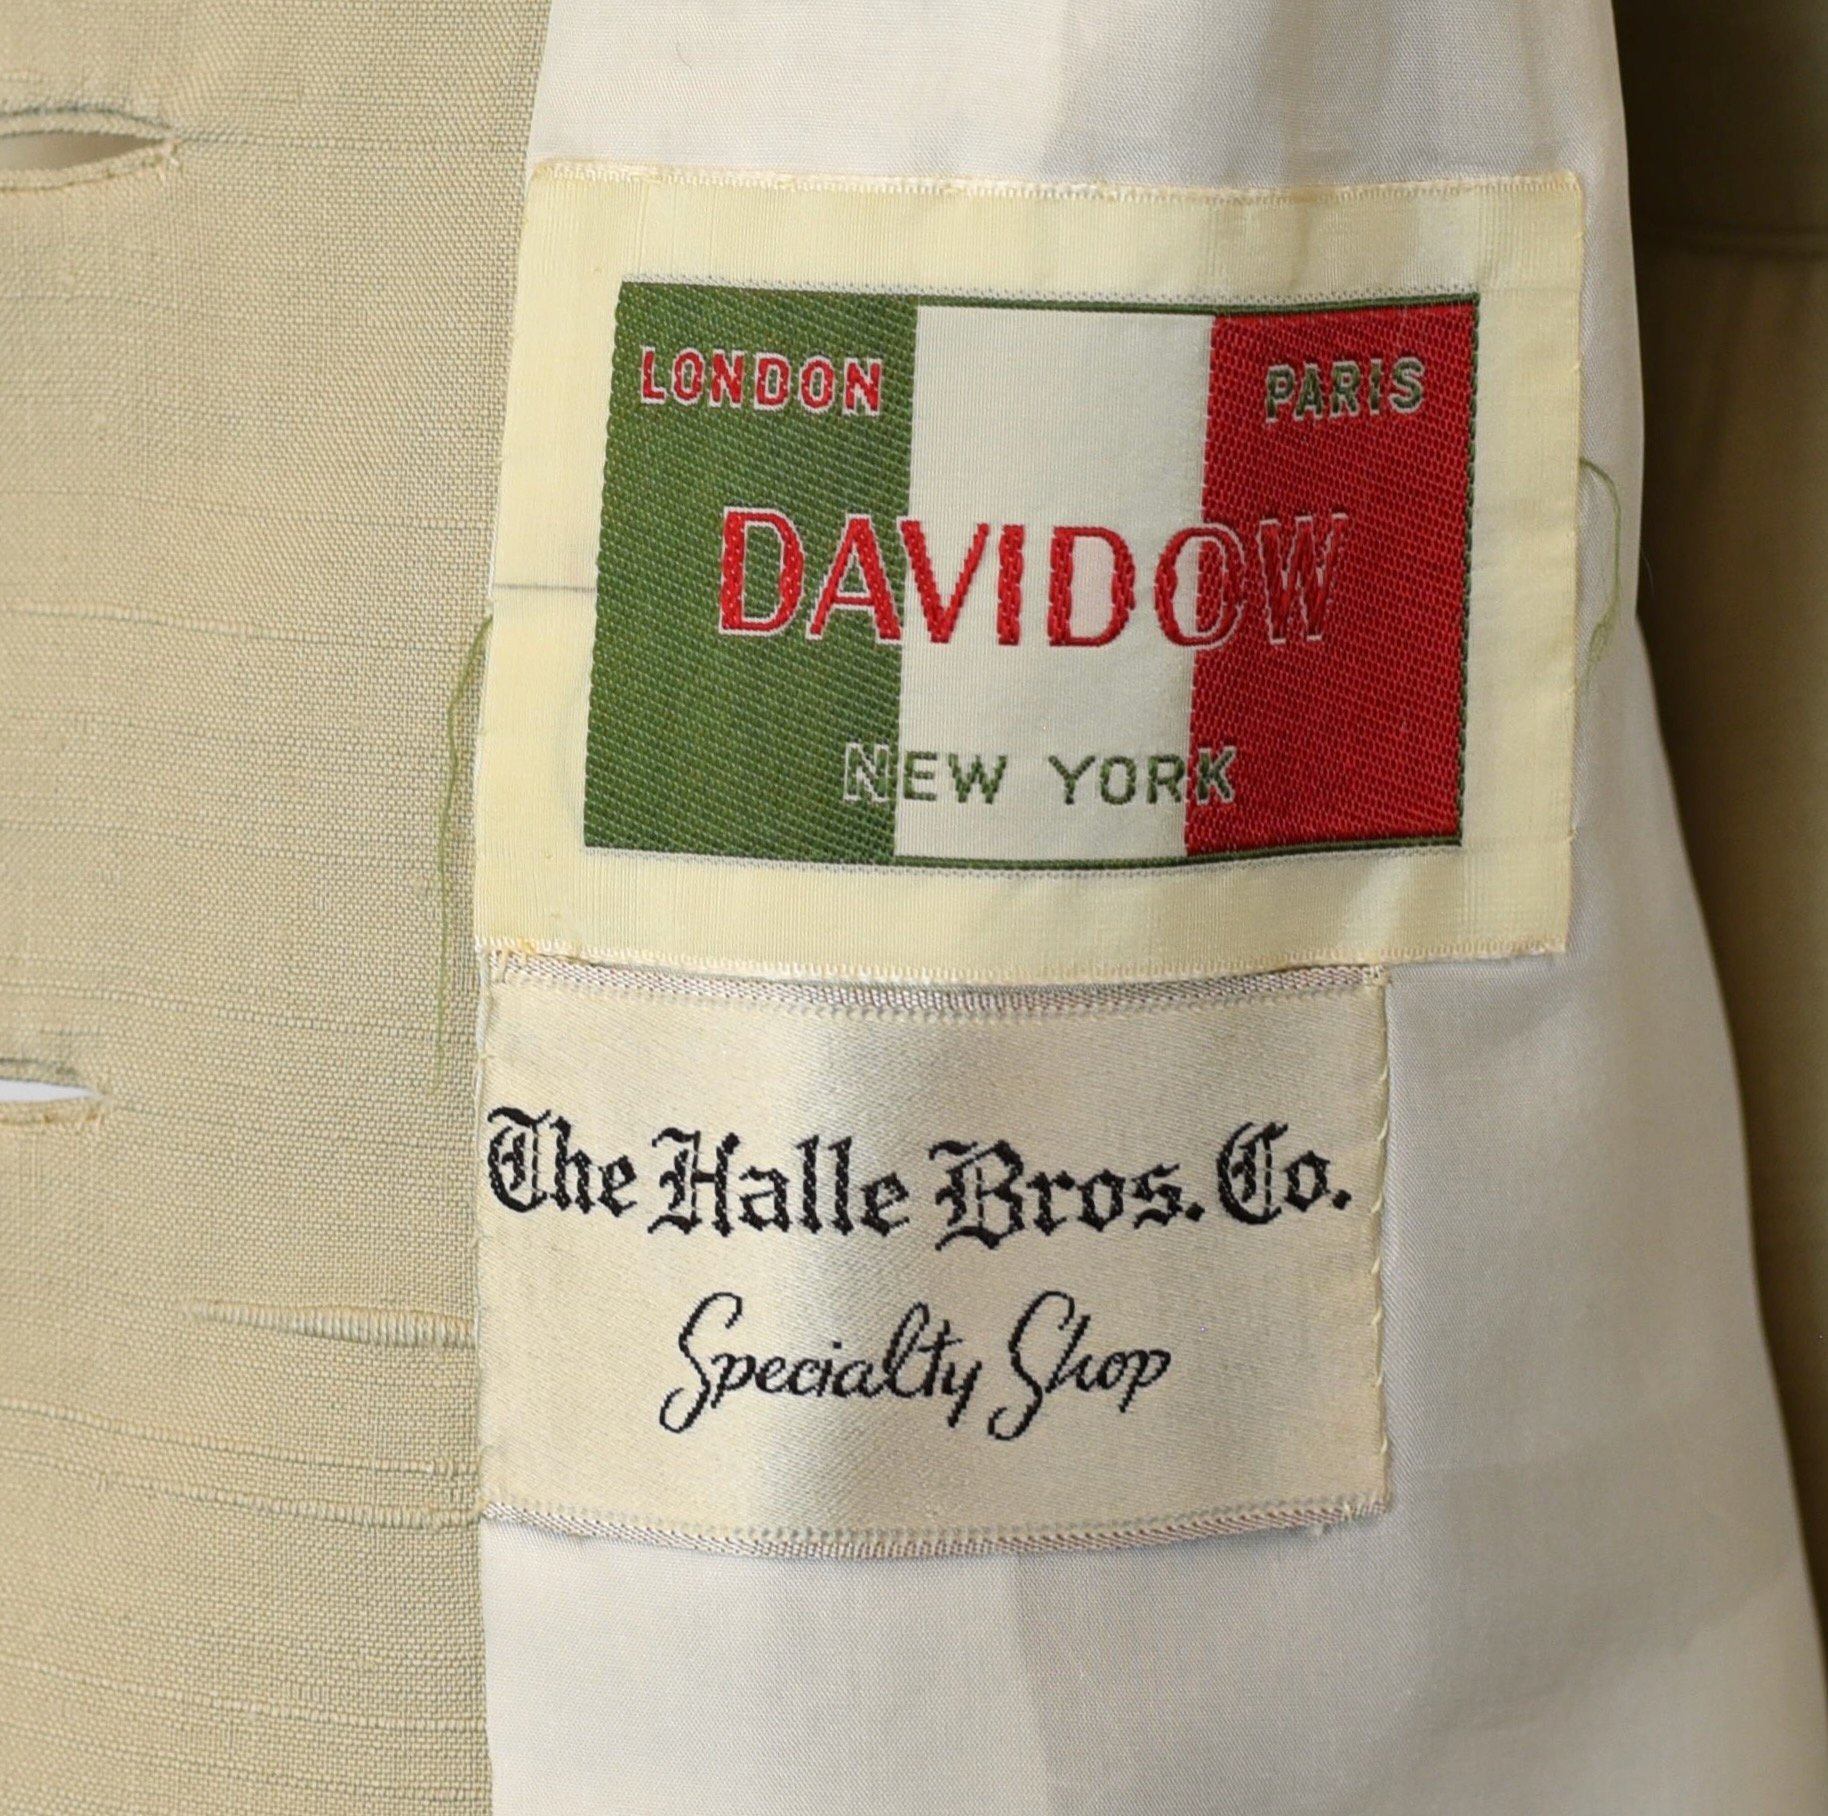 LONDON PARIS
DAVIDOW
NEW YORK
The Halle Bros. Co.
Specialty Shop